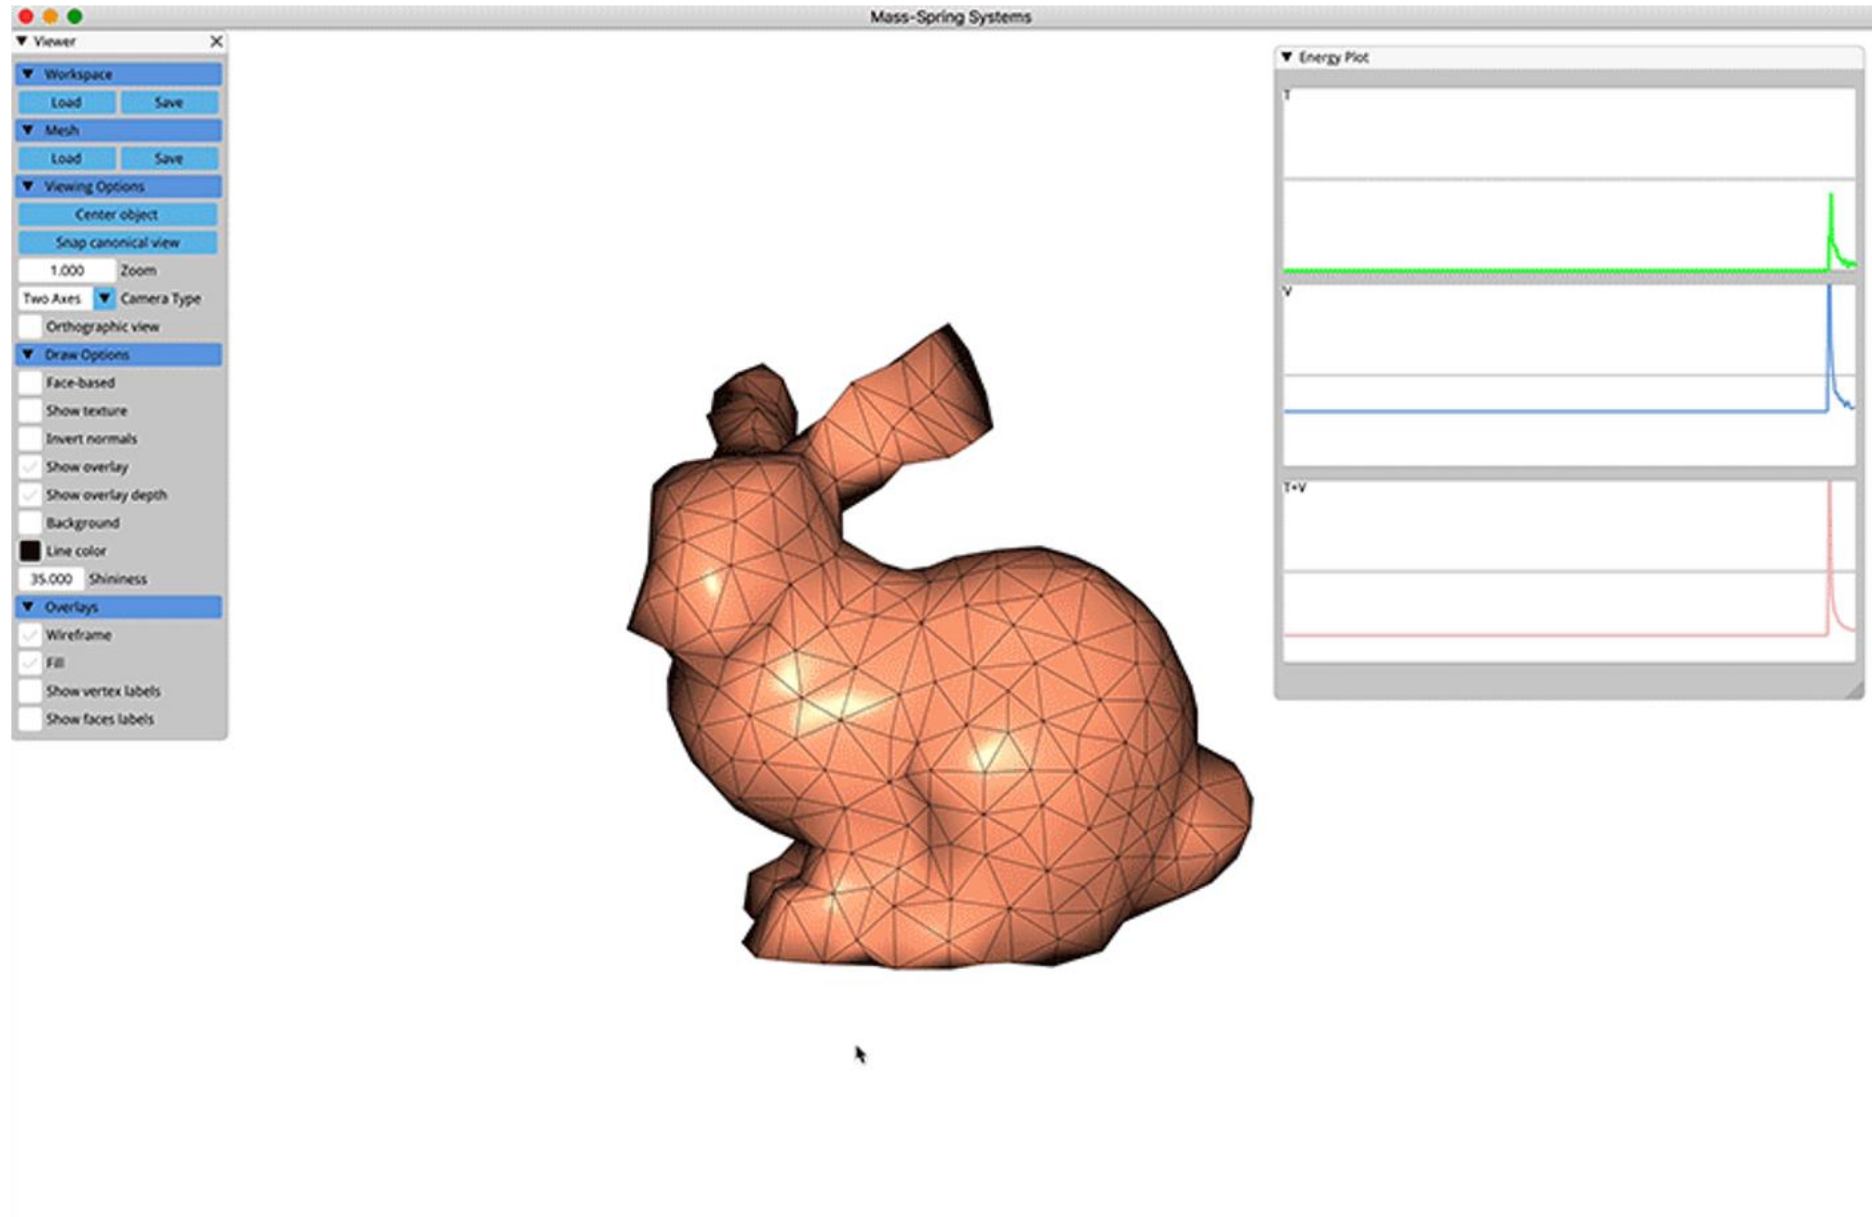 Mass-Spring Systems
Viewer
Workspace
Load Save
Mesh
Load Save
Viewing Options
Center object
Snap canonical view
1.000 Zoom
Two Axes Camera Type
Orthographic view
Draw Options
Face-based
Show texture
Invert normals
Show overlay
Show overlay depth
Background
Line color
35.000 Shininess
Overlays
Wireframe
Fill
Show vertex labels
Show faces labels
Energy Plot
T
V
T+V